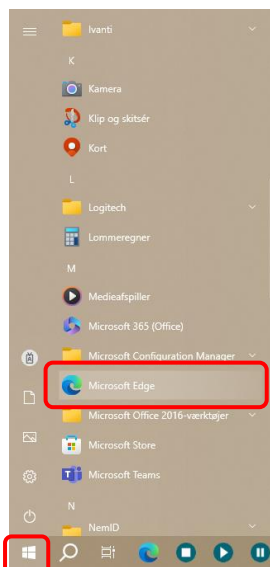 Ivanti
K
Kamera
Klip og skitsér
Kort
L
Logitech
Lommeregner
M
Medieafspiller
Microsoft 365 (Office)
Microsoft Configuration Manager
Microsoft Edge
Microsoft Office 2016-værktøjer
Microsoft Store
Microsoft Teams
N
NemID